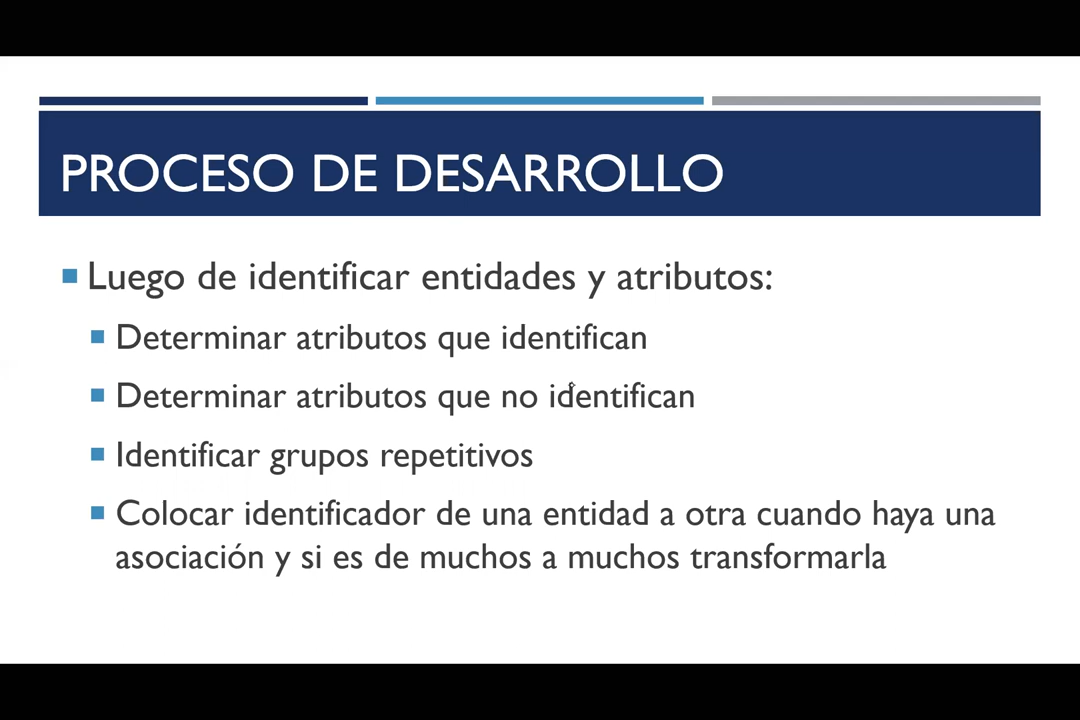 PROCESO DE DESARROLLO
Luego de identificar entidades y atributos:
Determinar atributos que identifican
Determinar atributos que no identifican
Identificar grupos repetitivos
Colocar identificador de una entidad a otra cuando haya una
asociación y si es de muchos a muchos transformarla